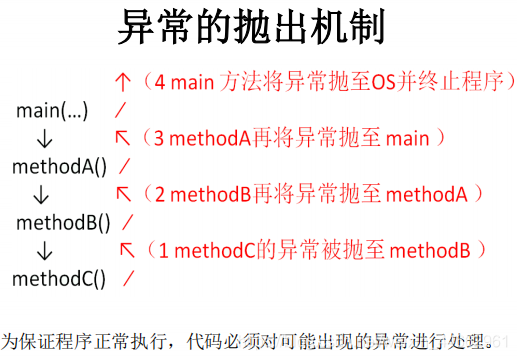 异常的抛出机制
↑（4 main 方法将异常抛至OS并终止程序）
main(...) /
↓ ↖（3 methodA再将异常抛至 main ）
methodA() /
↓ ↖（2 methodB再将异常抛至 methodA ）
methodB() /
↓ ↖（1 methodC的异常被抛至 methodB ）
methodC() /
为保证程序正常执行，代码必须对可能出现的异常进行处理。